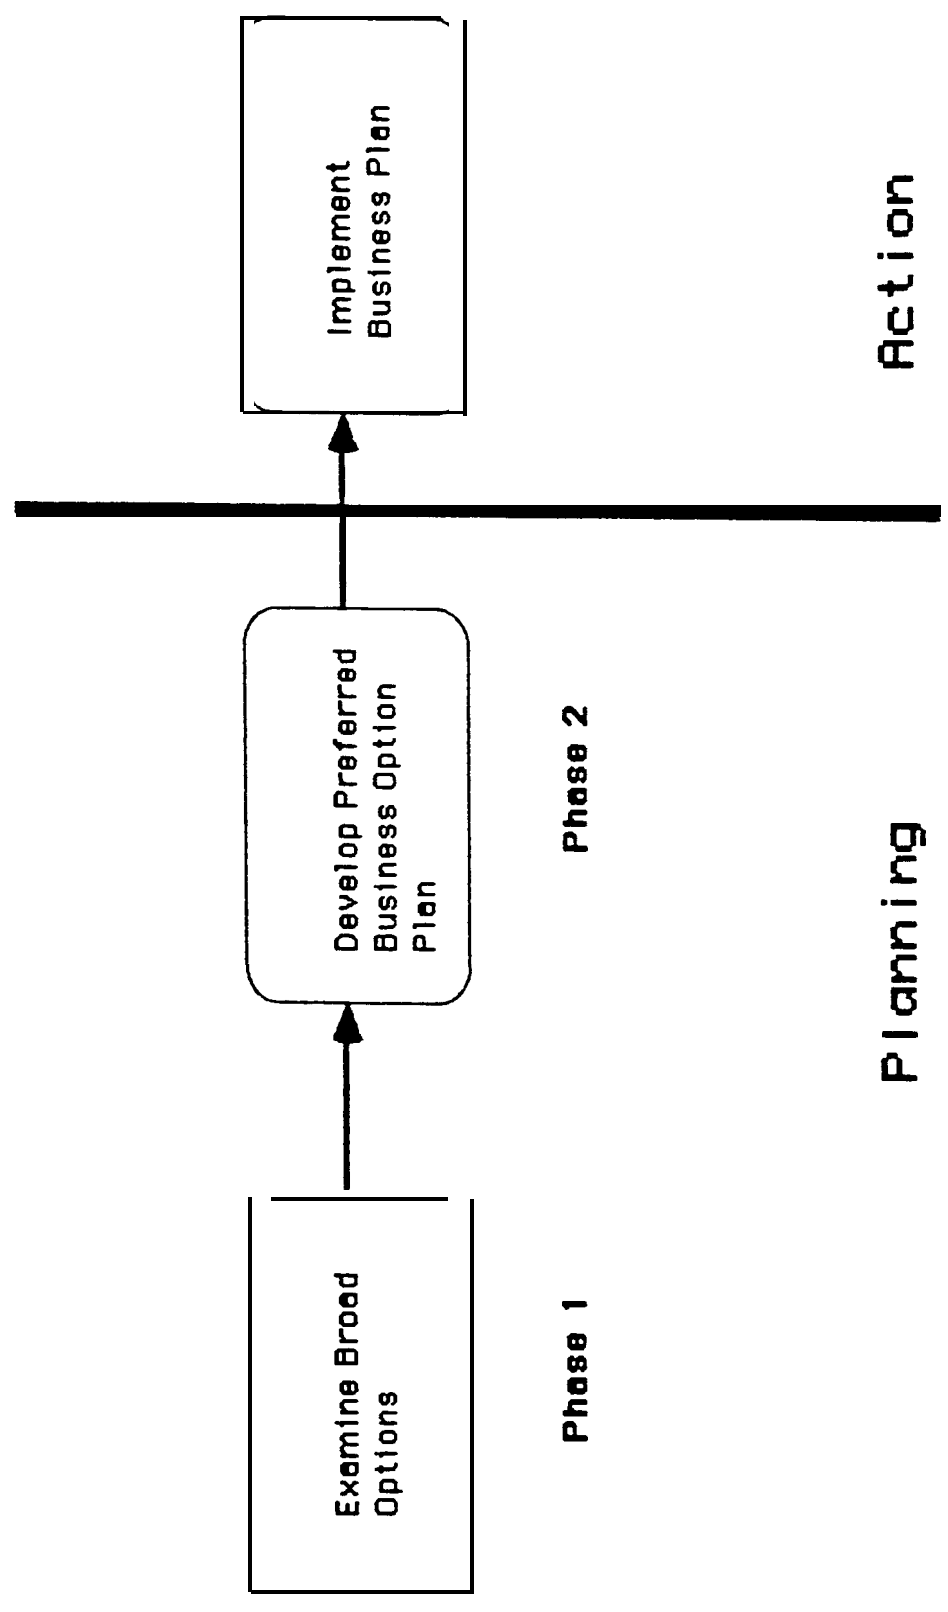 Examine Broad
Options
Develop Preferred
Business Option
Plan
Implement
Business Plan
Phase 1
Phase 2
Planning
Action